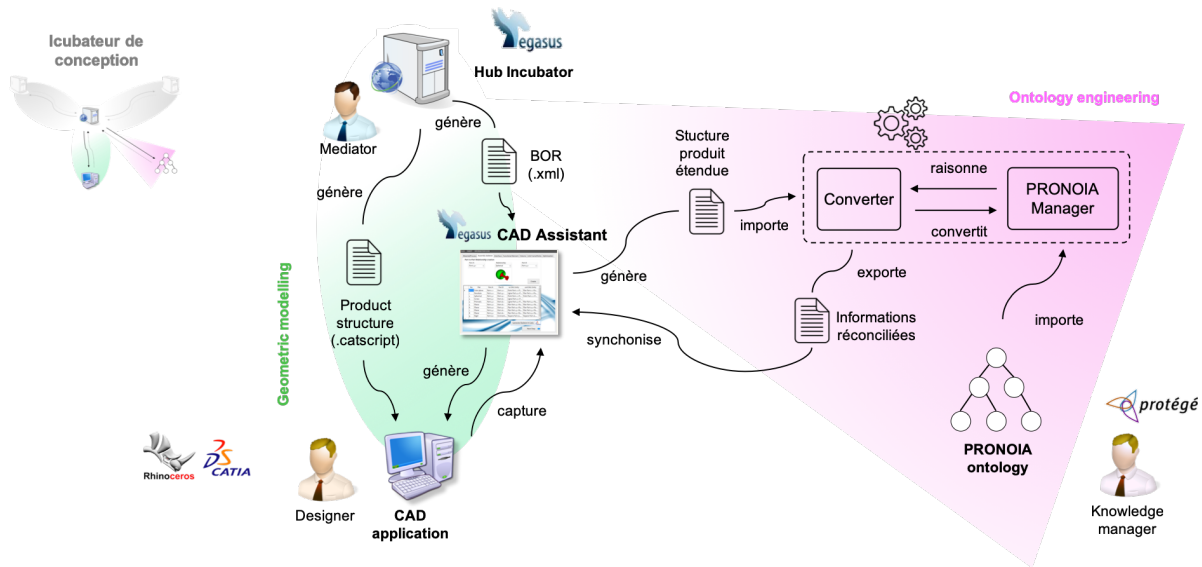 Icubateur de
conception
egasus
Hub Incubator
Mediator
génère
génère
BOR
(.xml)
egasus
CAD Assistant
Product
structure
(.catscript)
génère
capture
génère
Geometric modelling
Rhinoceros
CATIA
Designer
CAD
application
Ontology engineering
Stucture
produit
étendue
importe
Converter
raisonne
convertit
PRONOIA
Manager
exporte
Informations
réconciliées
synchonise
importe
PRONOIA
ontology
protégé
Knowledge
manager